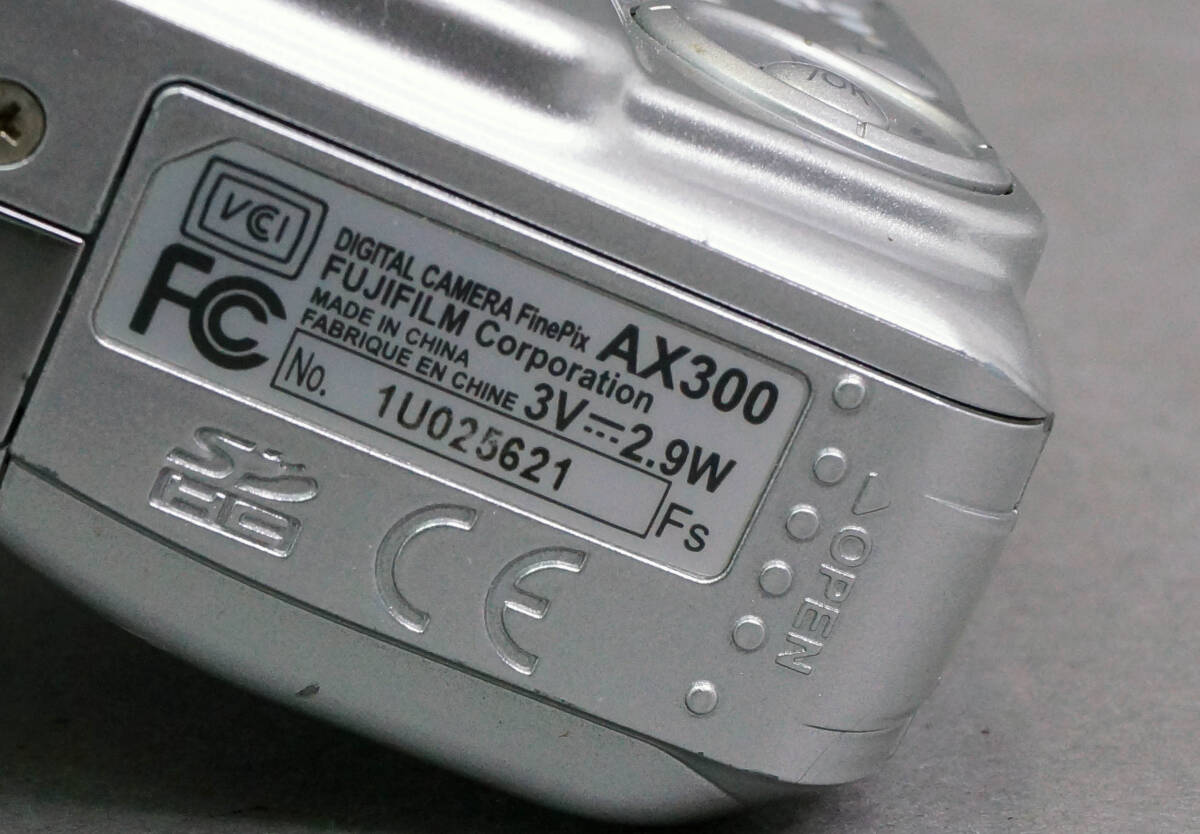 OK
VCCI
FC
DIGITAL CAMERA FinePix AX300
FUJIFILM Corporation
MADE IN CHINA
FABRIQUE EN CHINE 3V⎓2.9W
No. 1U025621 Fs
SD
HC
CE
OPEN